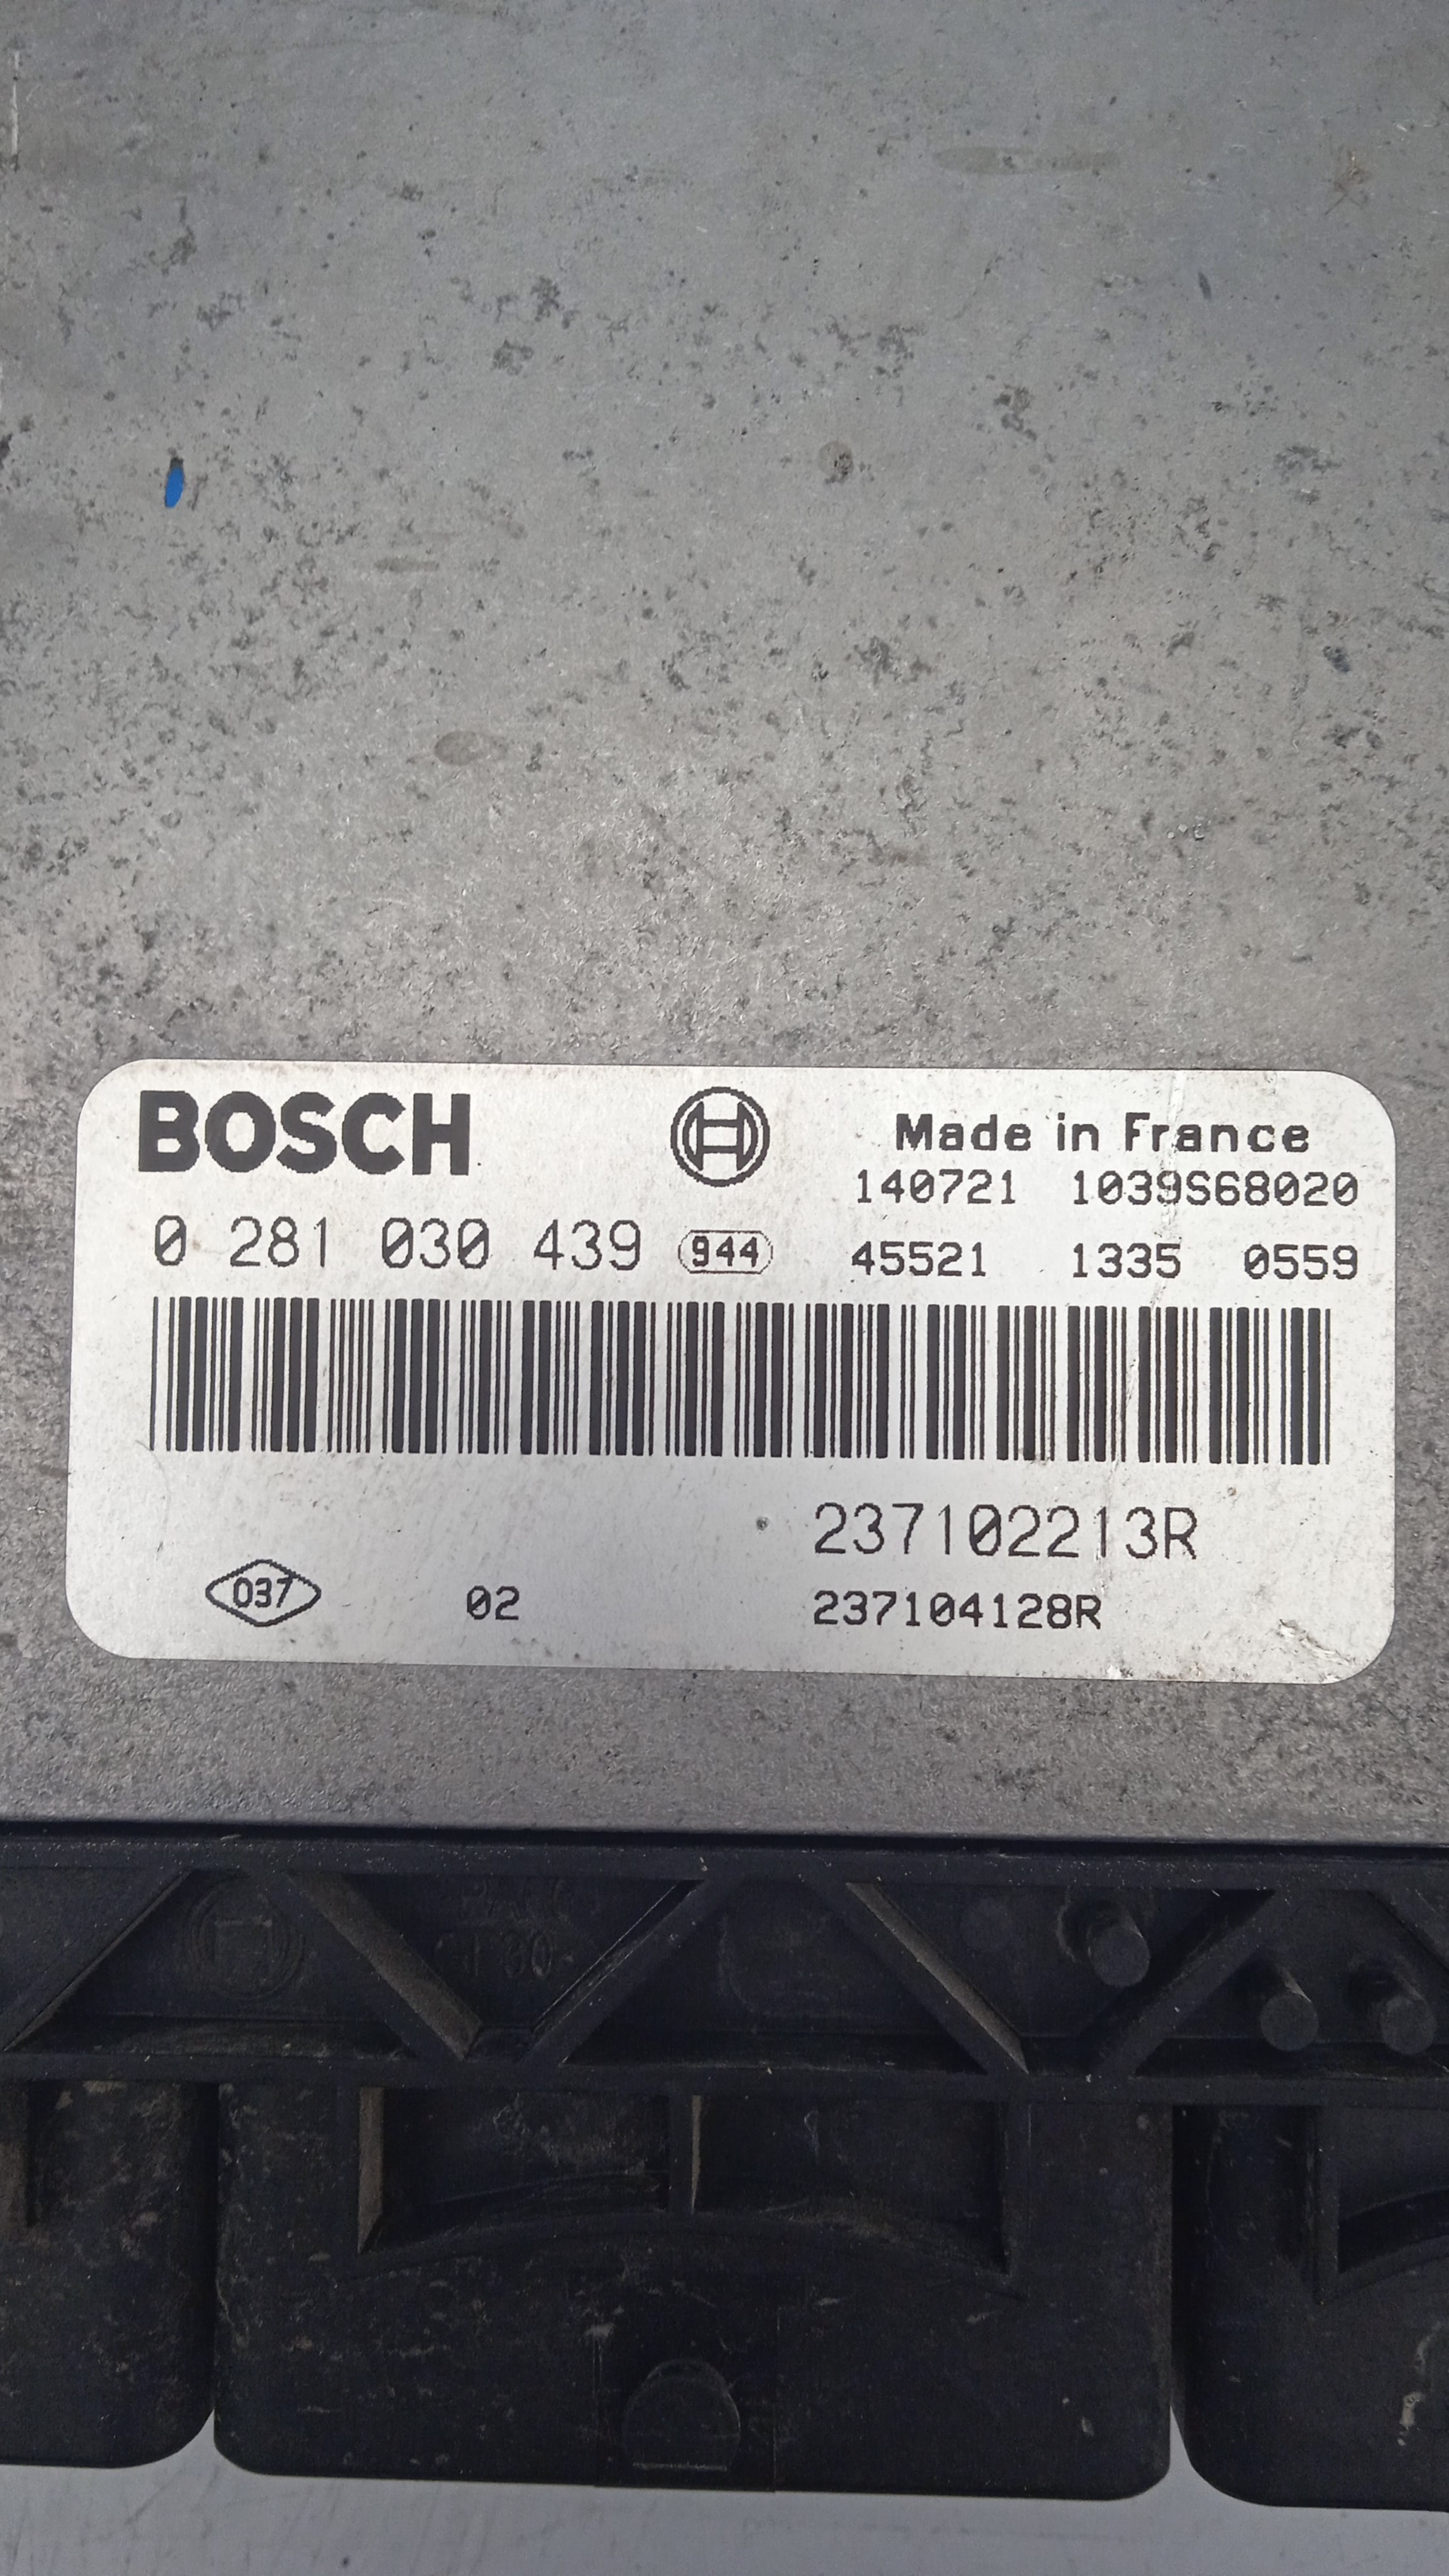 BOSCH
Made in France
140721 1039S68020
0 281 030 439 944
45521 1335 0559
237102213R
037 02 237104128R